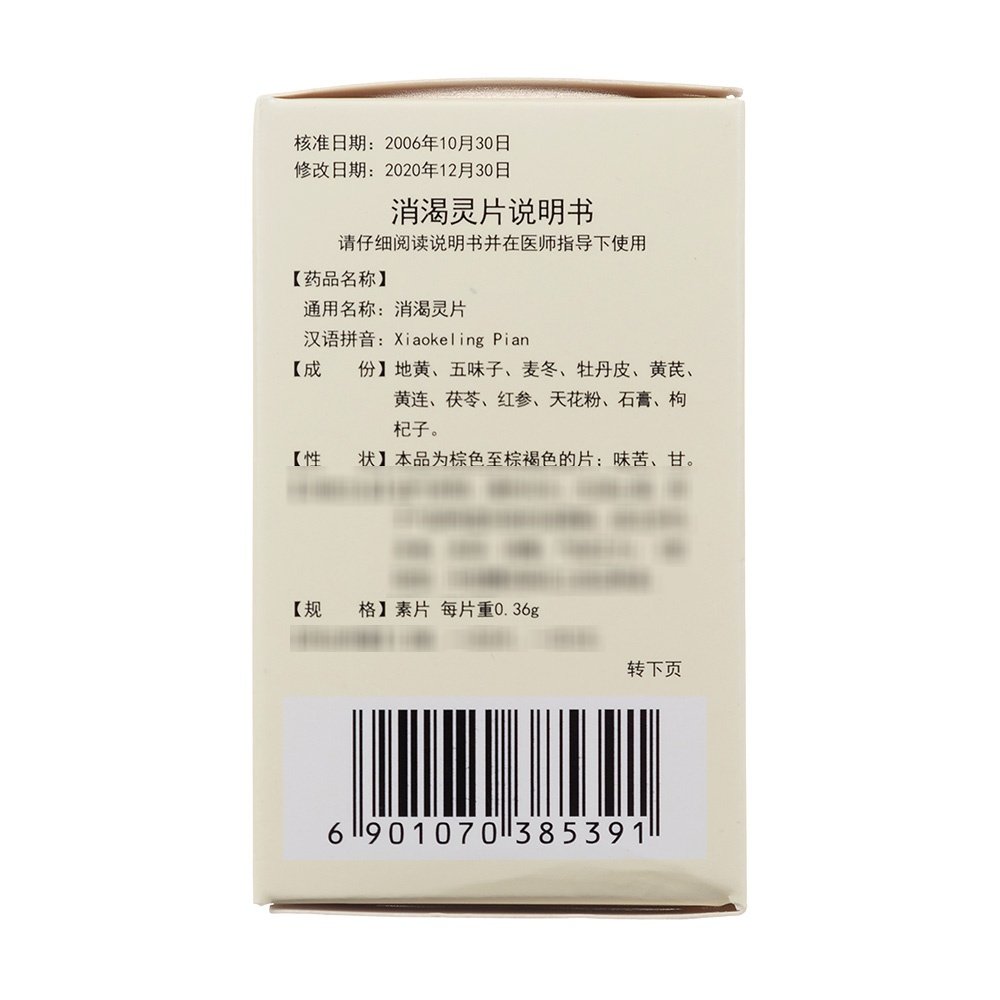 核准日期：2006年10月30日
修改日期：2020年12月30日
消渴灵片说明书
请仔细阅读说明书并在医师指导下使用
【药品名称】
通用名称：消渴灵片
汉语拼音：Xiaokeling Pian
【成　份】地黄、五味子、麦冬、牡丹皮、黄芪、
黄连、茯苓、红参、天花粉、石膏、枸
杞子。
【性　状】本品为棕色至棕褐色的片；味苦、甘。
【规　格】素片 每片重0.36g
转下页
6 901070 385391